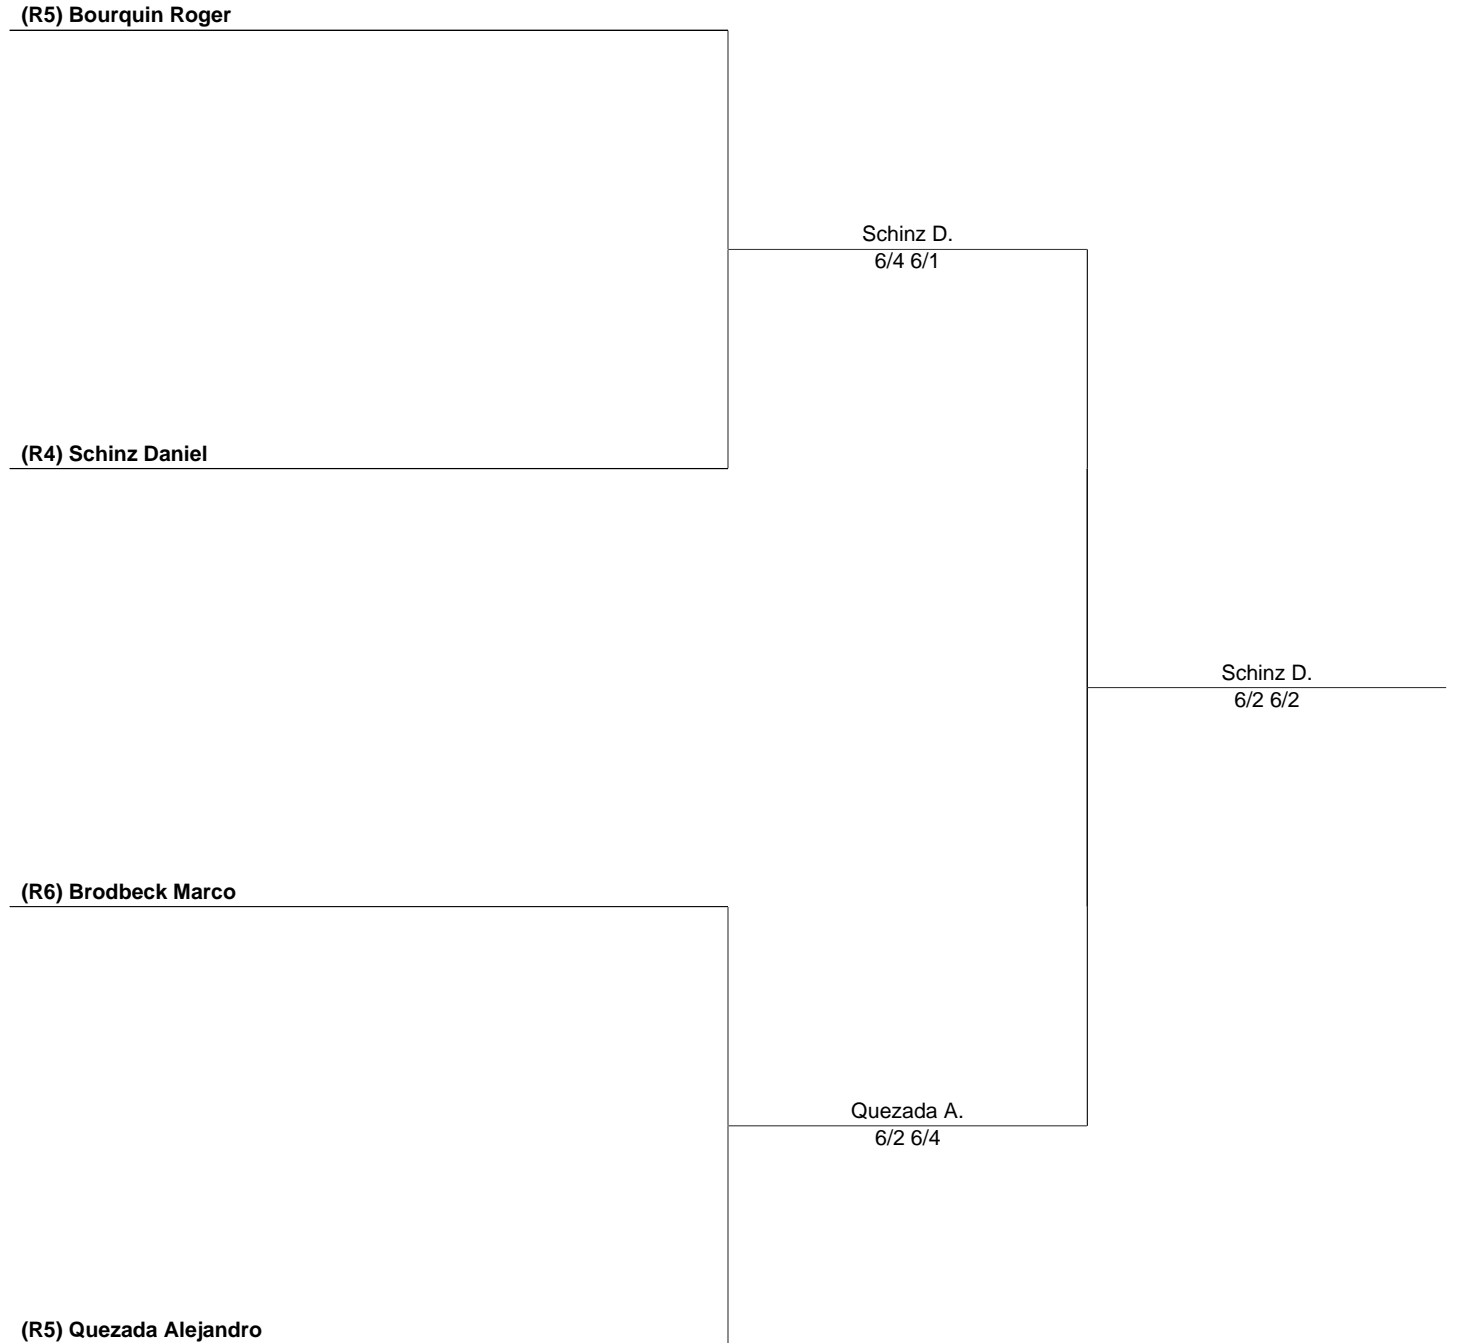 (R5) Bourquin Roger
Schinz D.
6/4 6/1
(R4) Schinz Daniel
Schinz D.
6/2 6/2
(R6) Brodbeck Marco
Quezada A.
6/2 6/4
(R5) Quezada Alejandro